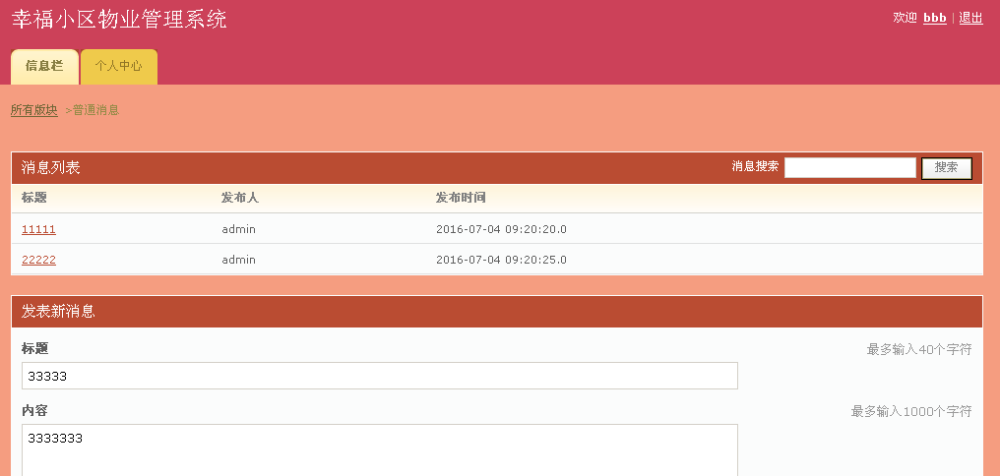 幸福小区物业管理系统
欢迎 bbb | 退出
信息栏 个人中心
所有版块 >普通消息
消息列表 消息搜索 搜索
标题 发布人 发布时间
11111 admin 2016-07-04 09:20:20.0
22222 admin 2016-07-04 09:20:25.0
发表新消息
标题 最多输入40个字符
33333
内容 最多输入1000个字符
3333333